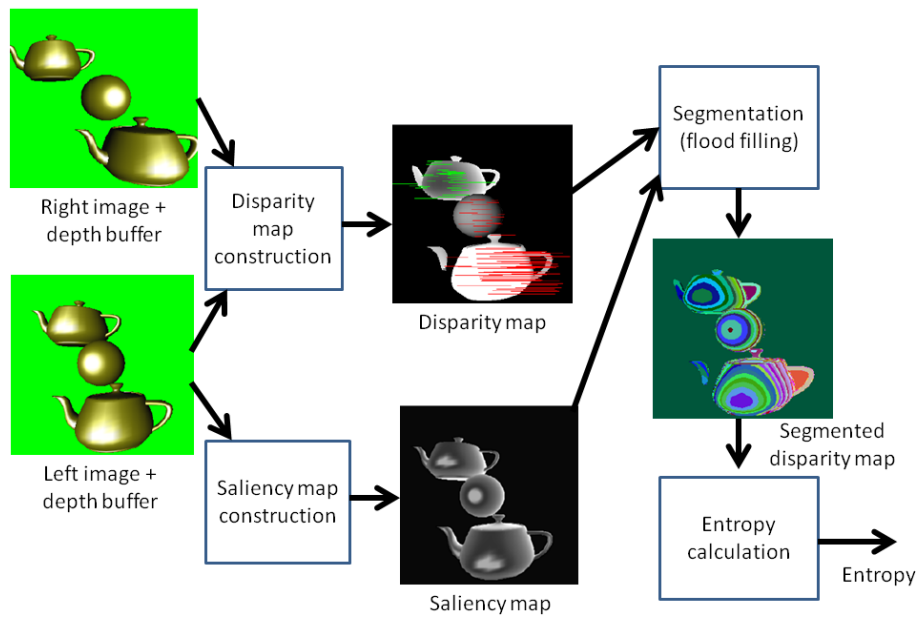 Right image +
depth buffer
Disparity
map
construction
Disparity map
Segmentation
(flood filling)
Left image +
depth buffer
Saliency map
construction
Saliency map
Segmented
disparity map
Entropy
calculation
Entropy